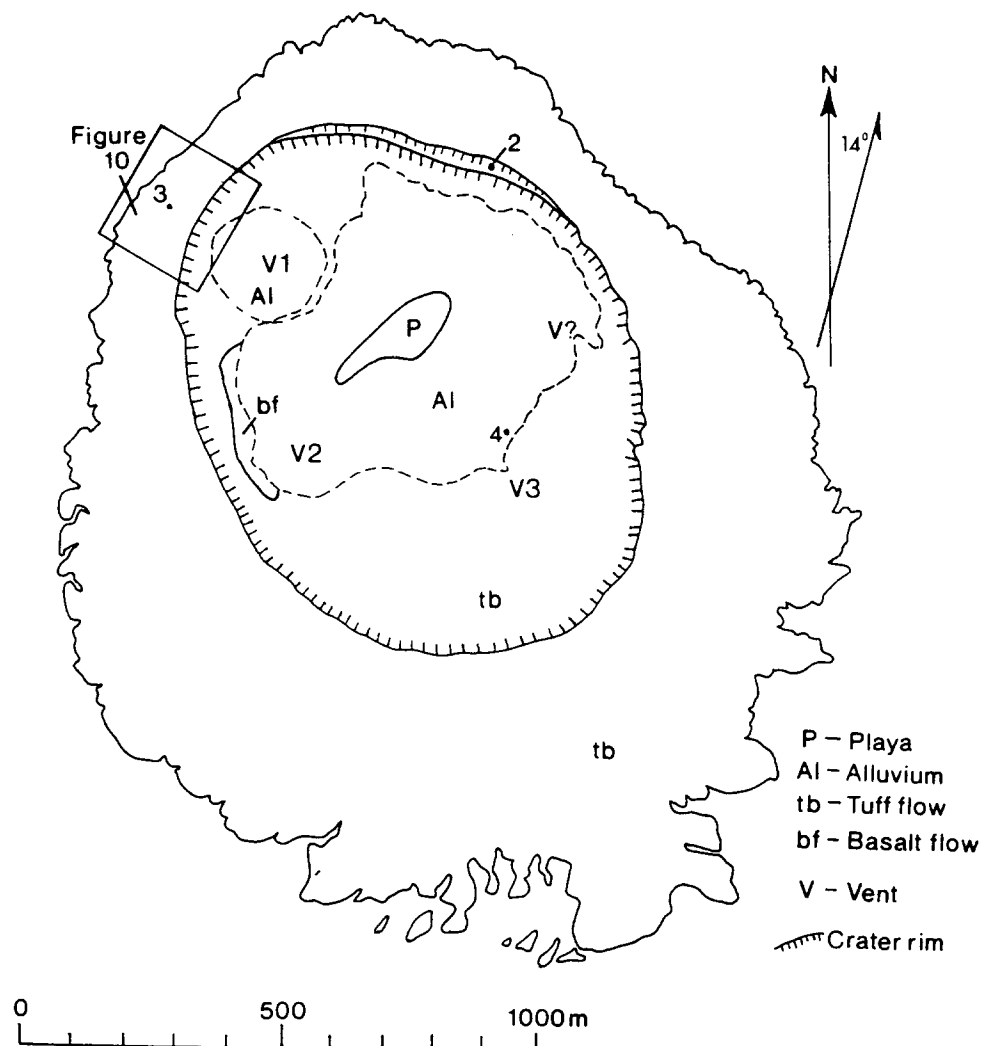 N
14°
Figure
10
2
3
V1
Al
P
V?
bf
Al
4
V2
V3
tb
tb
P – Playa
Al – Alluvium
tb – Tuff flow
bf – Basalt flow
V – Vent
Crater rim
0 500 1000m